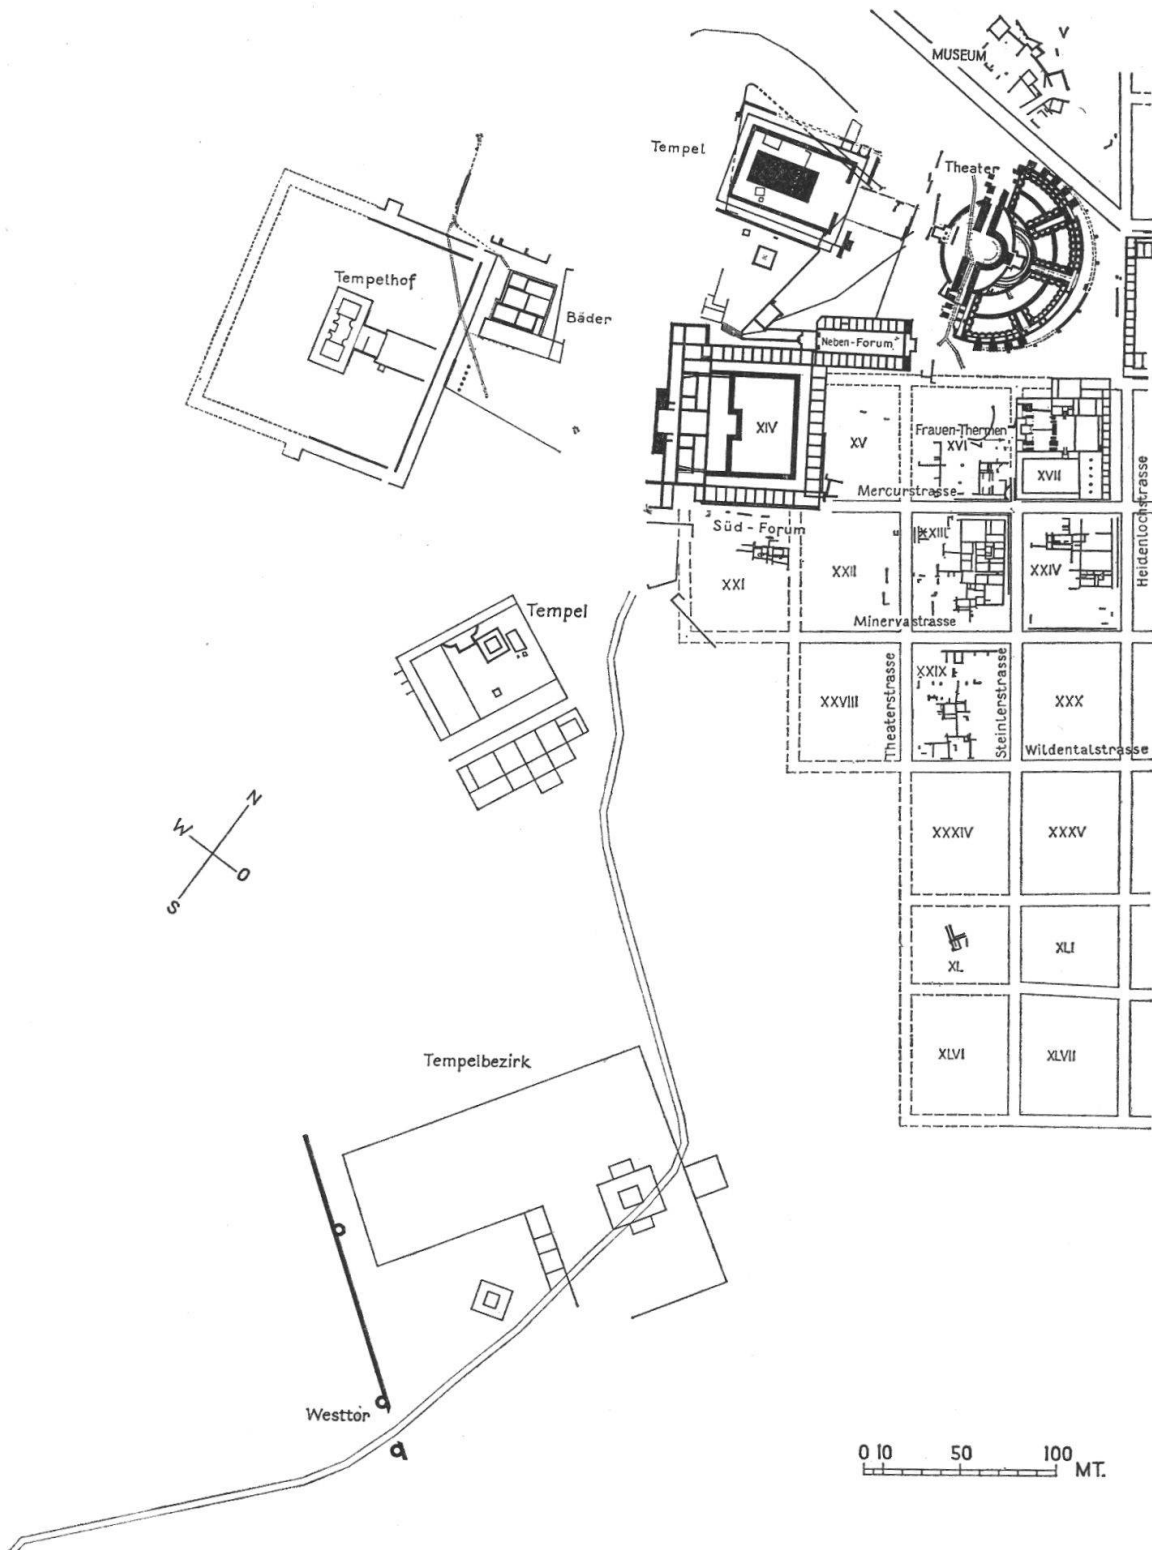 V
MUSEUM
Tempel
Theater
Tempelhof
Bäder
Neben-Forum
XIV
XV
Frauen-Thermen
XVI
XVII
Mercurstrasse
Heidenlochstrasse
Süd-Forum
XXI
XXII
XXIII
XXIV
Minervastrasse
Tempel
Theaterstrasse
Steinlerstrasse
XXVIII
XXIX
XXX
Wildentalstrasse
N
W
O
S
XXXIV
XXXV
XL
XLI
XLVI
XLVII
Tempelbezirk
Westtor
0 10 50 100 MT.